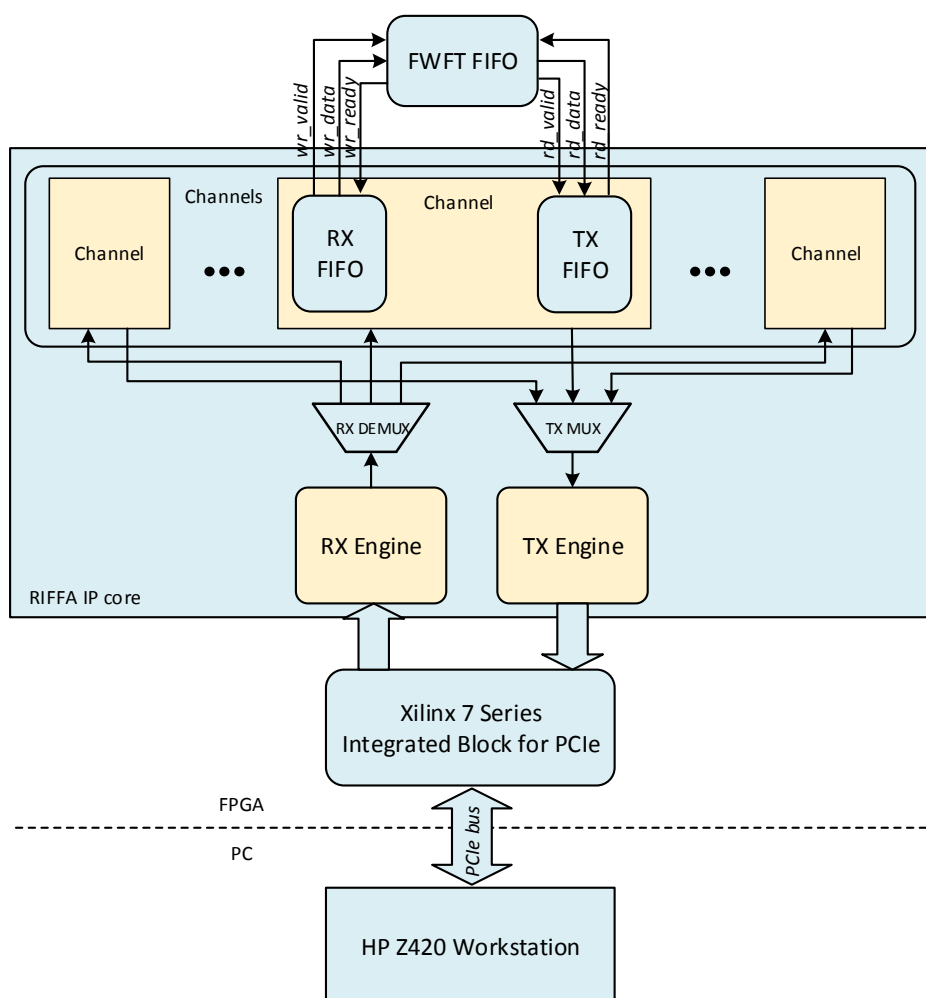 FWFT FIFO
wr_valid
wr_data
wr_ready
rd_valid
rd_data
rd_ready
Channels
Channel
Channel
Channel
RX
FIFO
TX
FIFO
•••
•••
RX DEMUX
TX MUX
RX Engine
TX Engine
RIFFA IP core
Xilinx 7 Series
Integrated Block for PCIe
FPGA
PC
PCIe bus
HP Z420 Workstation